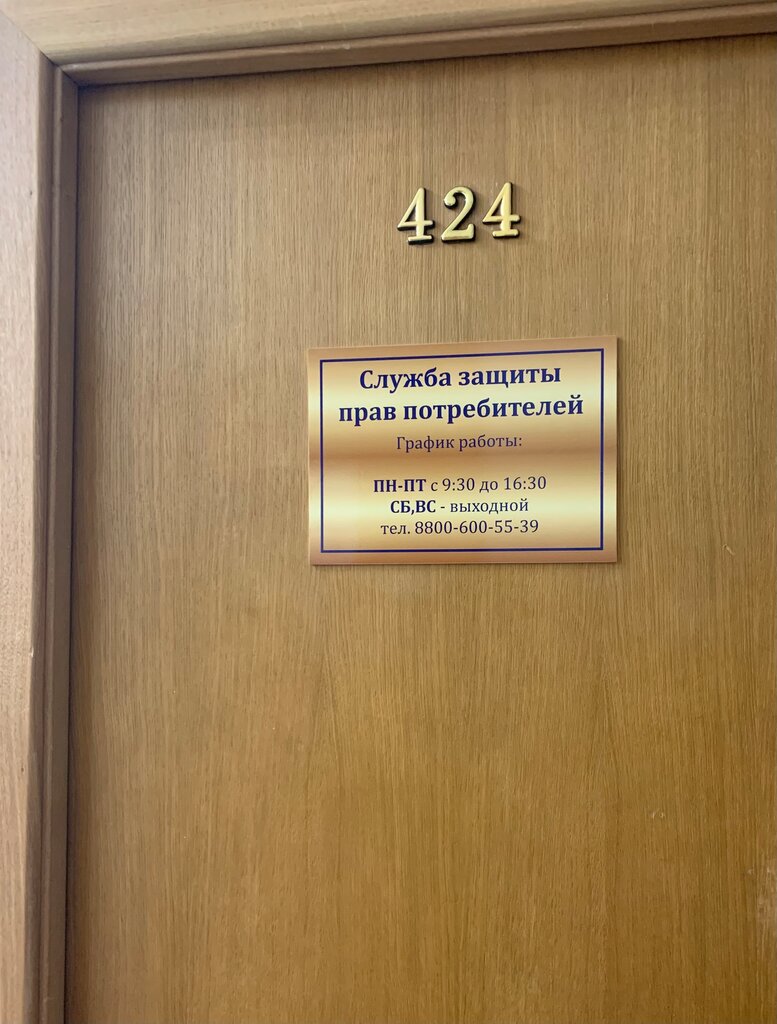 424
Служба защиты
прав потребителей
График работы:
ПН-ПТ с 9:30 до 16:30
СБ,ВС - выходной
тел. 8800-600-55-39